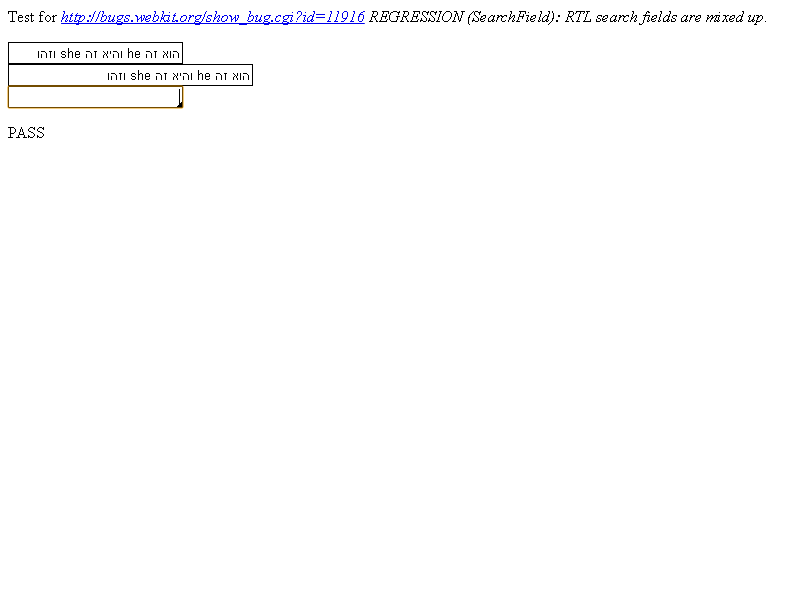 Test for http://bugs.webkit.org/show_bug.cgi?id=11916 REGRESSION (SearchField): RTL search fields are mixed up.
הוא זה he והיא זה she וזהו
הוא זה he והיא זה she וזהו
PASS